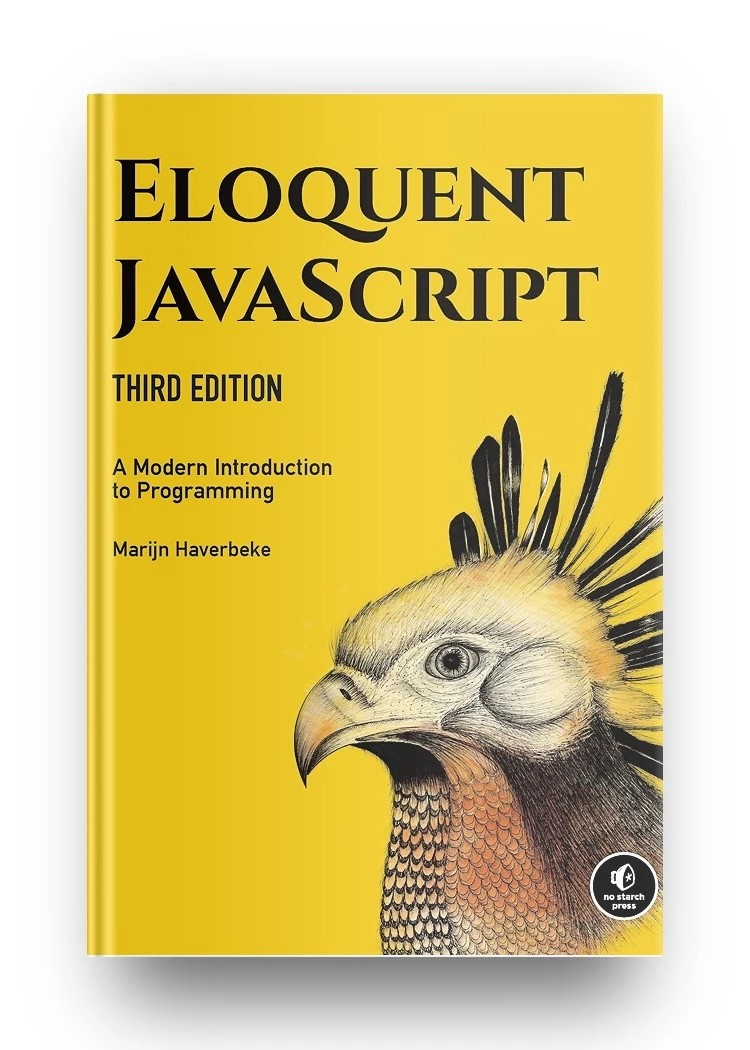 ELOQUENT
JAVASCRIPT
THIRD EDITION
A Modern Introduction
to Programming
Marijn Haverbeke
no starch
press